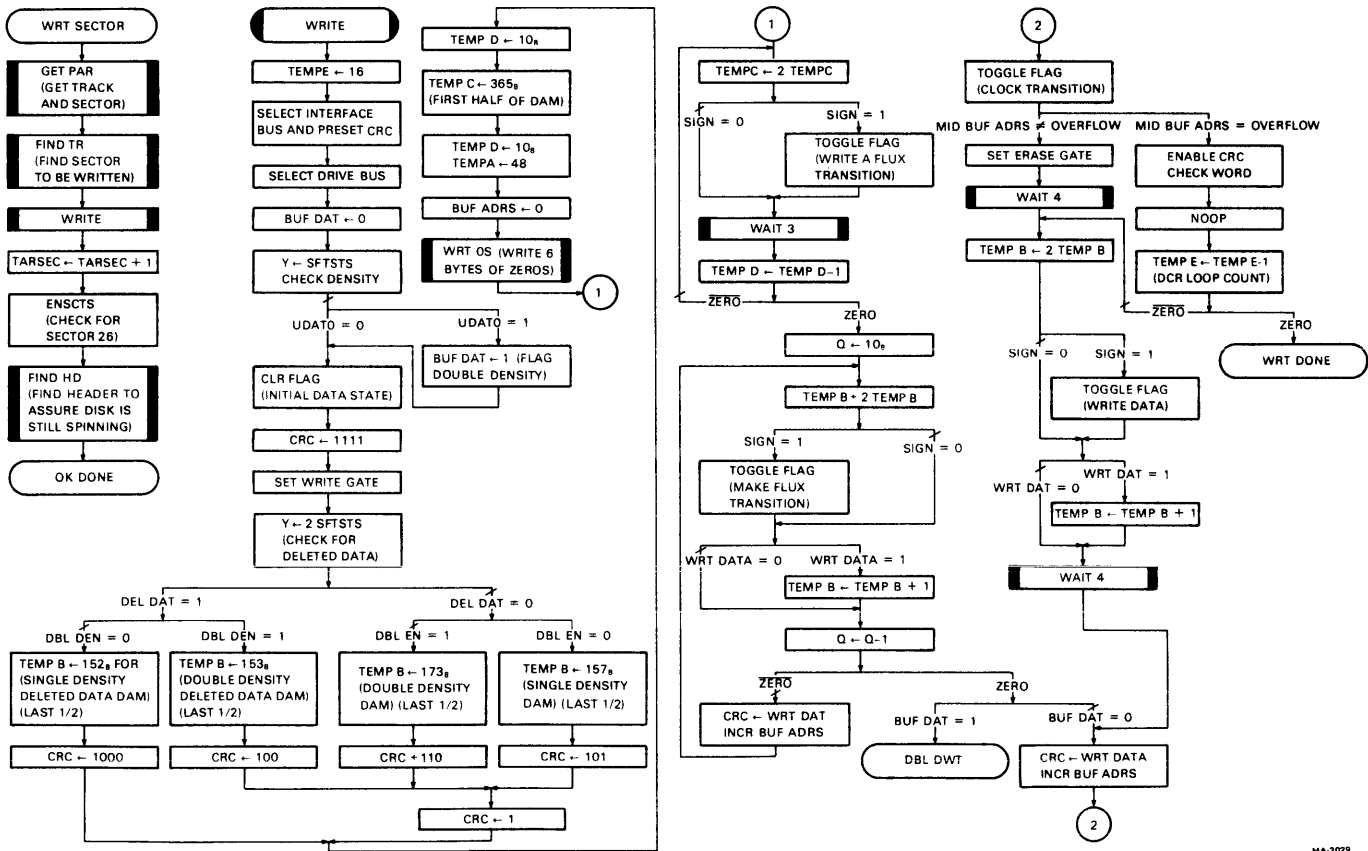 WRT SECTOR
GET PAR
(GET TRACK
AND SECTOR)
FIND TR
(FIND SECTOR
TO BE WRITTEN)
WRITE
TARSEC ← TARSEC + 1
ENSCTS
(CHECK FOR
SECTOR 26)
FIND HD
(FIND HEADER TO
ASSURE DISK IS
STILL SPINNING)
OK DONE
WRITE
TEMPE ← 16
SELECT INTERFACE
BUS AND PRESET CRC
SELECT DRIVE BUS
BUF DAT ← 0
Y ← SFTSTS
CHECK DENSITY
UDAT0 = 0
UDAT0 = 1
BUF DAT ← 1 (FLAG
DOUBLE DENSITY)
CLR FLAG
(INITIAL DATA STATE)
CRC ← 1111
SET WRITE GATE
Y ← 2 SFTSTS
(CHECK FOR
DELETED DATA)
DEL DAT = 1
DEL DAT = 0
DBL DEN = 0
DBL DEN = 1
DBL EN = 1
DBL EN = 0
TEMP B ← 152₈ FOR
(SINGLE DENSITY
DELETED DATA DAM)
(LAST 1/2)
TEMP B ← 153₈
(DOUBLE DENSITY
DELETED DATA DAM)
(LAST 1/2)
TEMP B ← 173₈
(DOUBLE DENSITY
DAM) (LAST 1/2)
TEMP B ← 157₈
(SINGLE DENSITY
DAM) (LAST 1/2)
CRC ← 1000
CRC ← 100
CRC + 110
CRC ← 101
CRC ← 1
TEMP D ← 10₈
TEMP C ← 365₈
(FIRST HALF OF DAM)
TEMP D ← 10₈
TEMPA ← 48
BUF ADRS ← 0
WRT 0S (WRITE 6
BYTES OF ZEROS)
1
1
TEMPC ← 2 TEMPC
SIGN = 0
SIGN = 1
TOGGLE FLAG
(WRITE A FLUX
TRANSITION)
WAIT 3
TEMP D ← TEMP D-1
Z̅E̅R̅O̅
ZERO
Q ← 10₈
TEMP B + 2 TEMP B
SIGN = 1
SIGN = 0
TOGGLE FLAG
(MAKE FLUX
TRANSITION)
WRT DATA = 0
WRT DATA = 1
TEMP B ← TEMP B + 1
Q ← Q-1
Z̅E̅R̅O̅
ZERO
CRC ← WRT DAT
INCR BUF ADRS
BUF DAT = 1
BUF DAT = 0
DBL DWT
CRC ← WRT DATA
INCR BUF ADRS
2
2
TOGGLE FLAG
(CLOCK TRANSITION)
MID BUF ADRS ≠ OVERFLOW
MID BUF ADRS = OVERFLOW
SET ERASE GATE
WAIT 4
TEMP B ← 2 TEMP B
ENABLE CRC
CHECK WORD
NOOP
TEMP E ← TEMP E-1
(DCR LOOP COUNT)
Z̅E̅R̅O̅
ZERO
WRT DONE
SIGN = 0
SIGN = 1
TOGGLE FLAG
(WRITE DATA)
WRT DAT = 1
WRT DAT = 0
TEMP B ← TEMP B + 1
WAIT 4
MA-3029